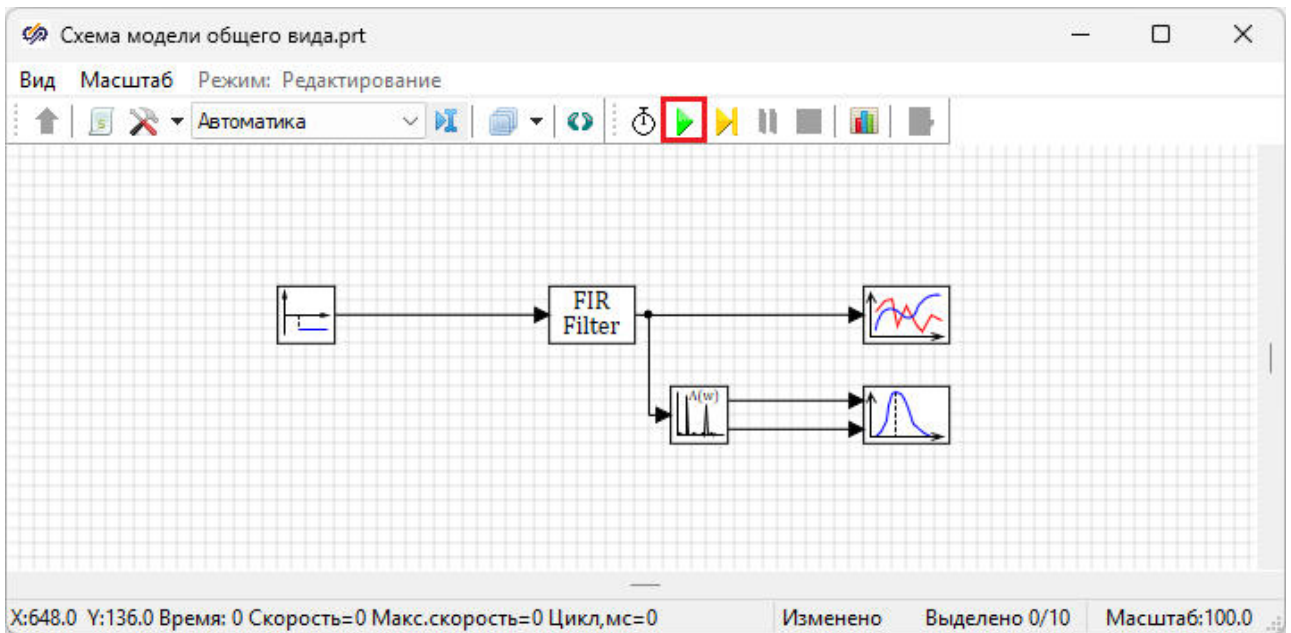 Схема модели общего вида.prt
Вид Масштаб Режим: Редактирование
Автоматика
FIR
Filter
A(w)
X:648.0 Y:136.0 Время: 0 Скорость=0 Макс.скорость=0 Цикл,мс=0 Изменено Выделено 0/10 Масштаб:100.0